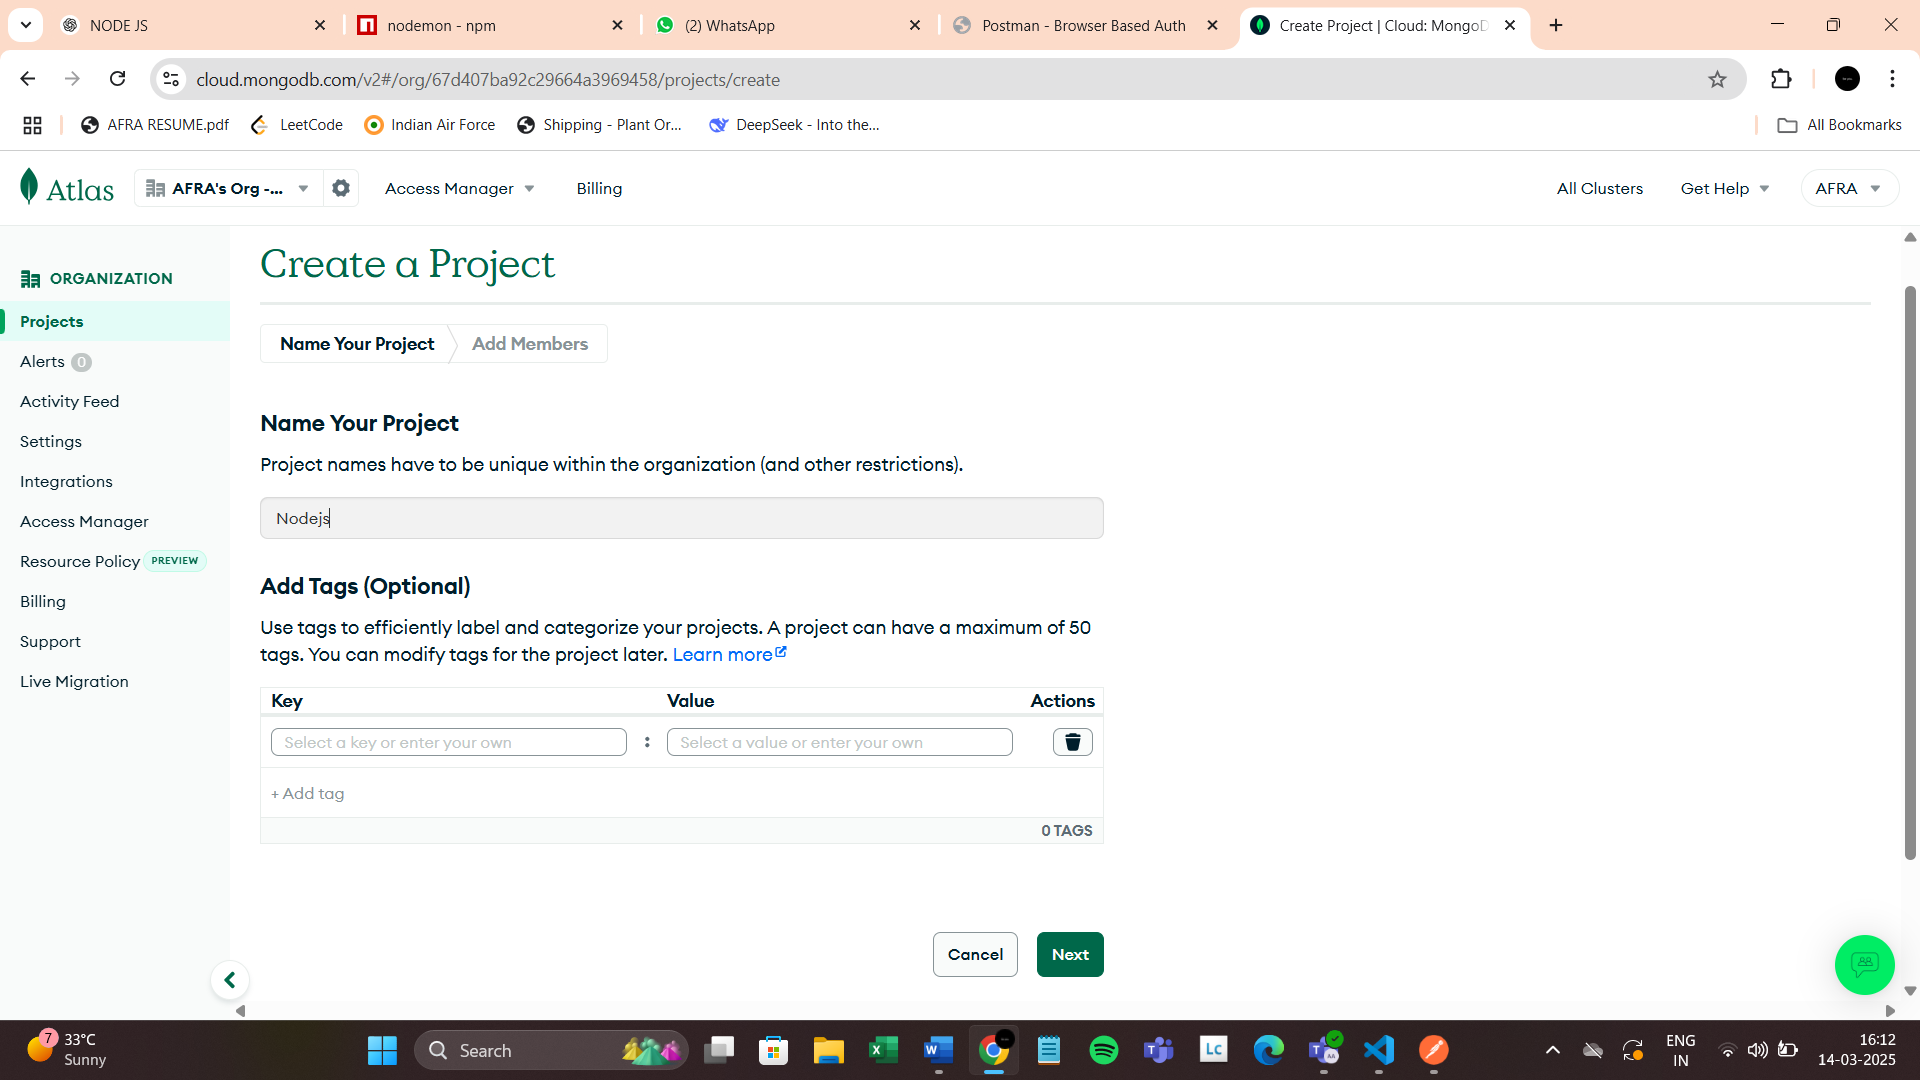 NODE JS
nodemon - npm
(2) WhatsApp
Postman - Browser Based Auth
Create Project | Cloud: MongoD
cloud.mongodb.com/v2#/org/67d407ba92c29664a3969458/projects/create
AFRA RESUME.pdf
LeetCode
Indian Air Force
Shipping - Plant Or...
DeepSeek - Into the...
All Bookmarks
Atlas
AFRA's Org -...
Access Manager
Billing
All Clusters
Get Help
AFRA
ORGANIZATION
Projects
Alerts 0
Activity Feed
Settings
Integrations
Access Manager
Resource Policy PREVIEW
Billing
Support
Live Migration
Create a Project
Name Your Project
Add Members
Name Your Project
Project names have to be unique within the organization (and other restrictions).
Nodejs
Add Tags (Optional)
Use tags to efficiently label and categorize your projects. A project can have a maximum of 50
tags. You can modify tags for the project later. Learn more
Key Value Actions
Select a key or enter your own : Select a value or enter your own
+ Add tag
0 TAGS
Cancel
Next
7
33°C
Sunny
Search
LC
ENG
IN
16:12
14-03-2025